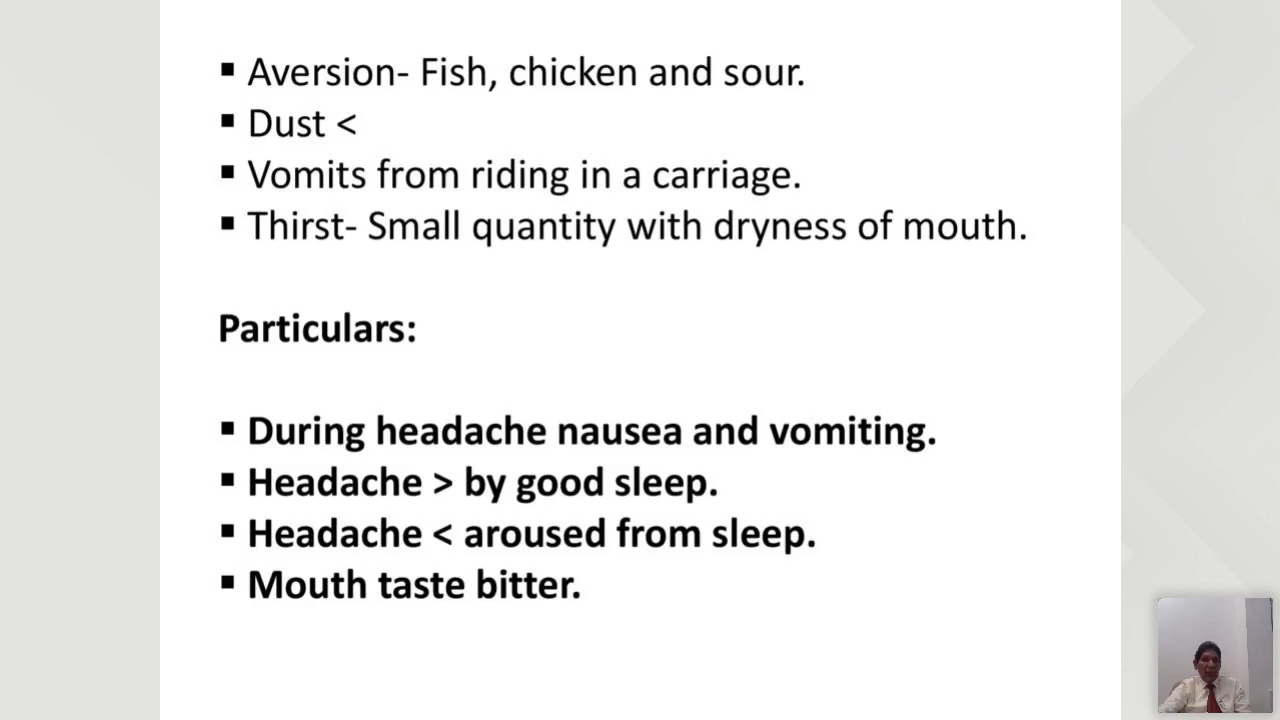 ▪ Aversion- Fish, chicken and sour.
▪ Dust <
▪ Vomits from riding in a carriage.
▪ Thirst- Small quantity with dryness of mouth.
Particulars:
▪ During headache nausea and vomiting.
▪ Headache > by good sleep.
▪ Headache < aroused from sleep.
▪ Mouth taste bitter.